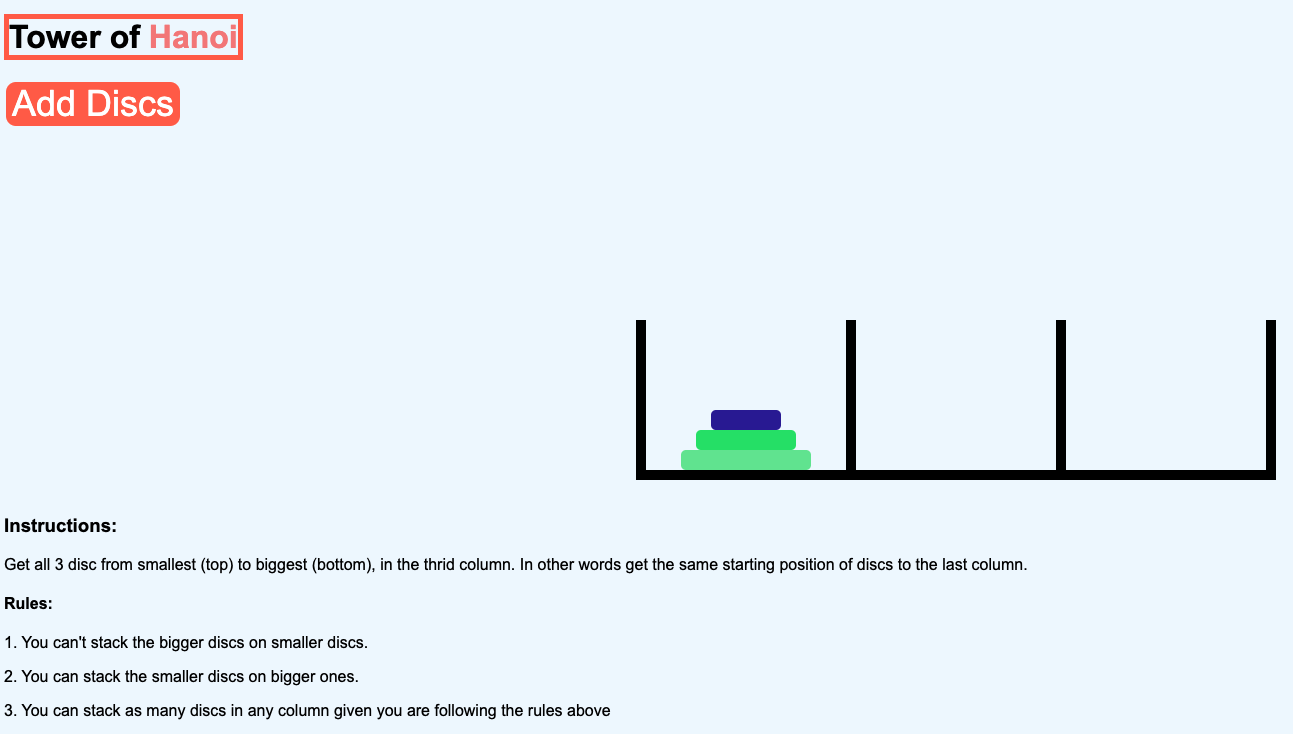 Tower of Hanoi
Add Discs
Instructions:
Get all 3 disc from smallest (top) to biggest (bottom), in the thrid column. In other words get the same starting position of discs to the last column.
Rules:
1. You can't stack the bigger discs on smaller discs.
2. You can stack the smaller discs on bigger ones.
3. You can stack as many discs in any column given you are following the rules above